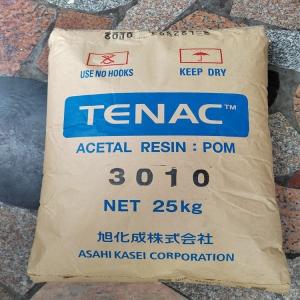 USE NO HOOKS
KEEP DRY
TENAC™
ACETAL RESIN : POM
3010
NET 25kg
旭化成株式会社
ASAHI KASEI CORPORATION